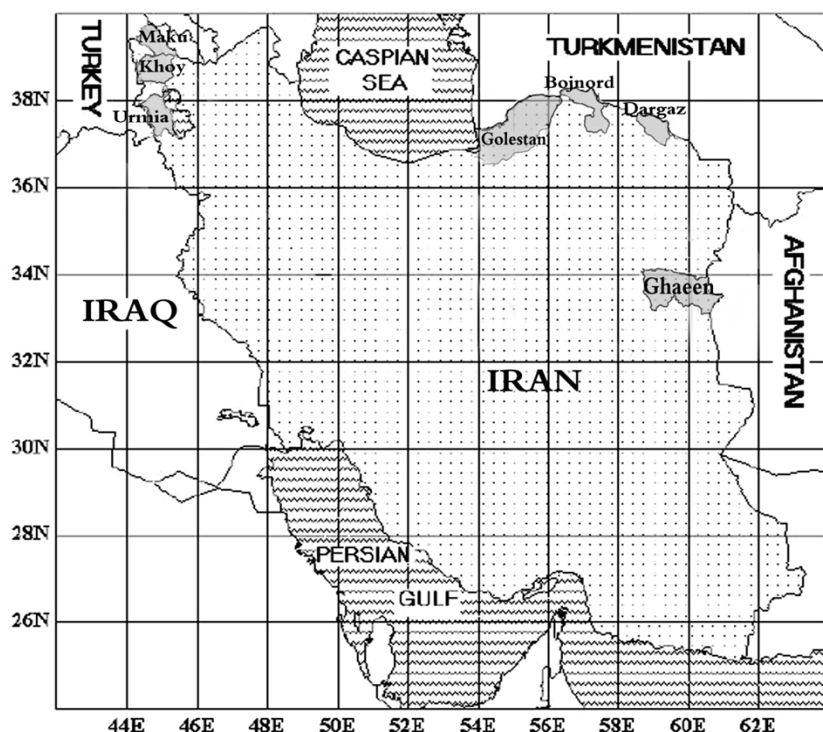 TURKEY
Maku
Khoy
Urmia
CASPIAN
SEA
TURKMENISTAN
Bojnord
Dargaz
Golestan
38N
36N
34N
32N
30N
28N
26N
Ghaeen
AFGHANISTAN
IRAQ
IRAN
PERSIAN
GULF
44E 46E 48E 50E 52E 54E 56E 58E 60E 62E